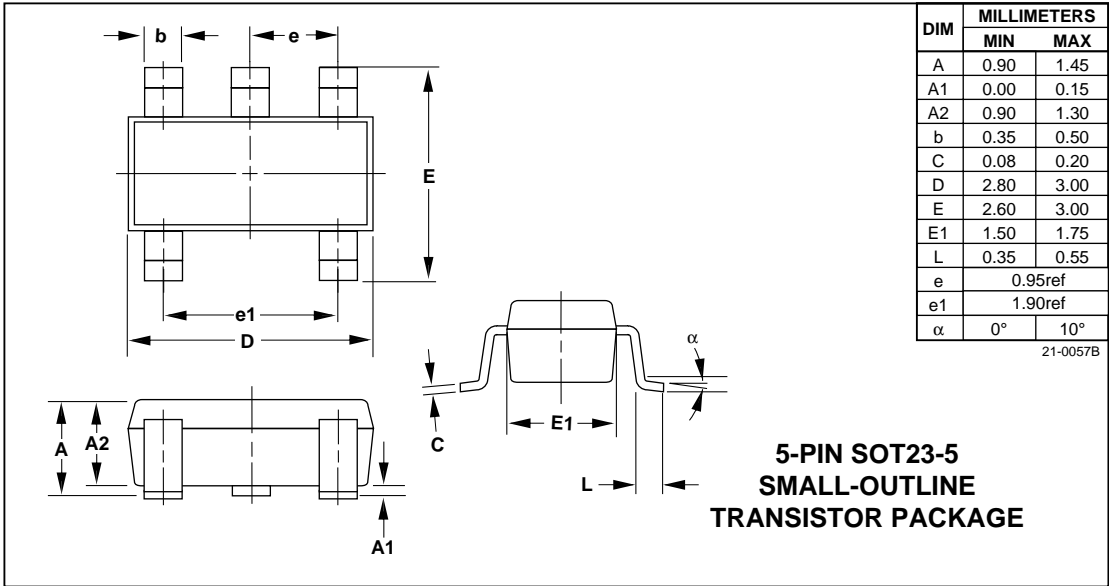 b
e
E
e1
D
A
A2
A1
C
E1
L
α
DIM MILLIMETERS
MIN MAX
A 0.90 1.45
A1 0.00 0.15
A2 0.90 1.30
b 0.35 0.50
C 0.08 0.20
D 2.80 3.00
E 2.60 3.00
E1 1.50 1.75
L 0.35 0.55
e 0.95ref
e1 1.90ref
α 0° 10°
21-0057B
5-PIN SOT23-5
SMALL-OUTLINE
TRANSISTOR PACKAGE